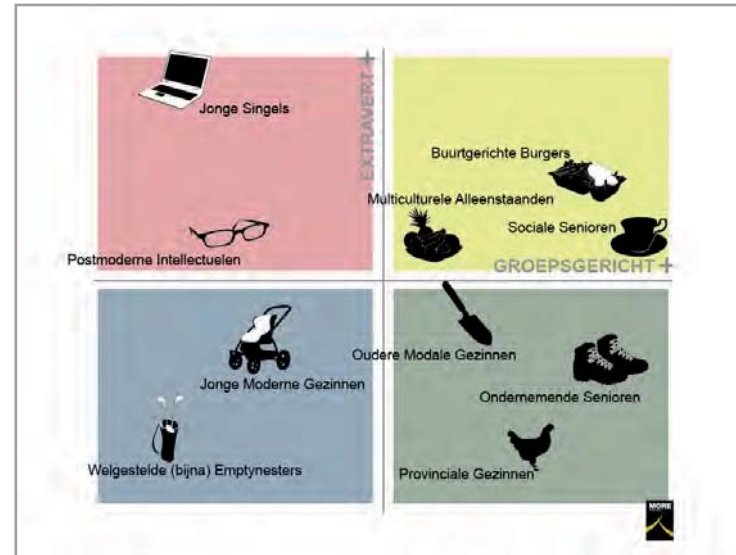 EXTRAVERT+
Jonge Singels
Buurtgerichte Burgers
Multiculturele Alleenstaanden
Sociale Senioren
Postmoderne Intellectuelen
GROEPSGERICHT+
Oudere Modale Gezinnen
Jonge Moderne Gezinnen
Ondernemende Senioren
Welgestelde (bijna) Emptynesters
Provinciale Gezinnen
MORE